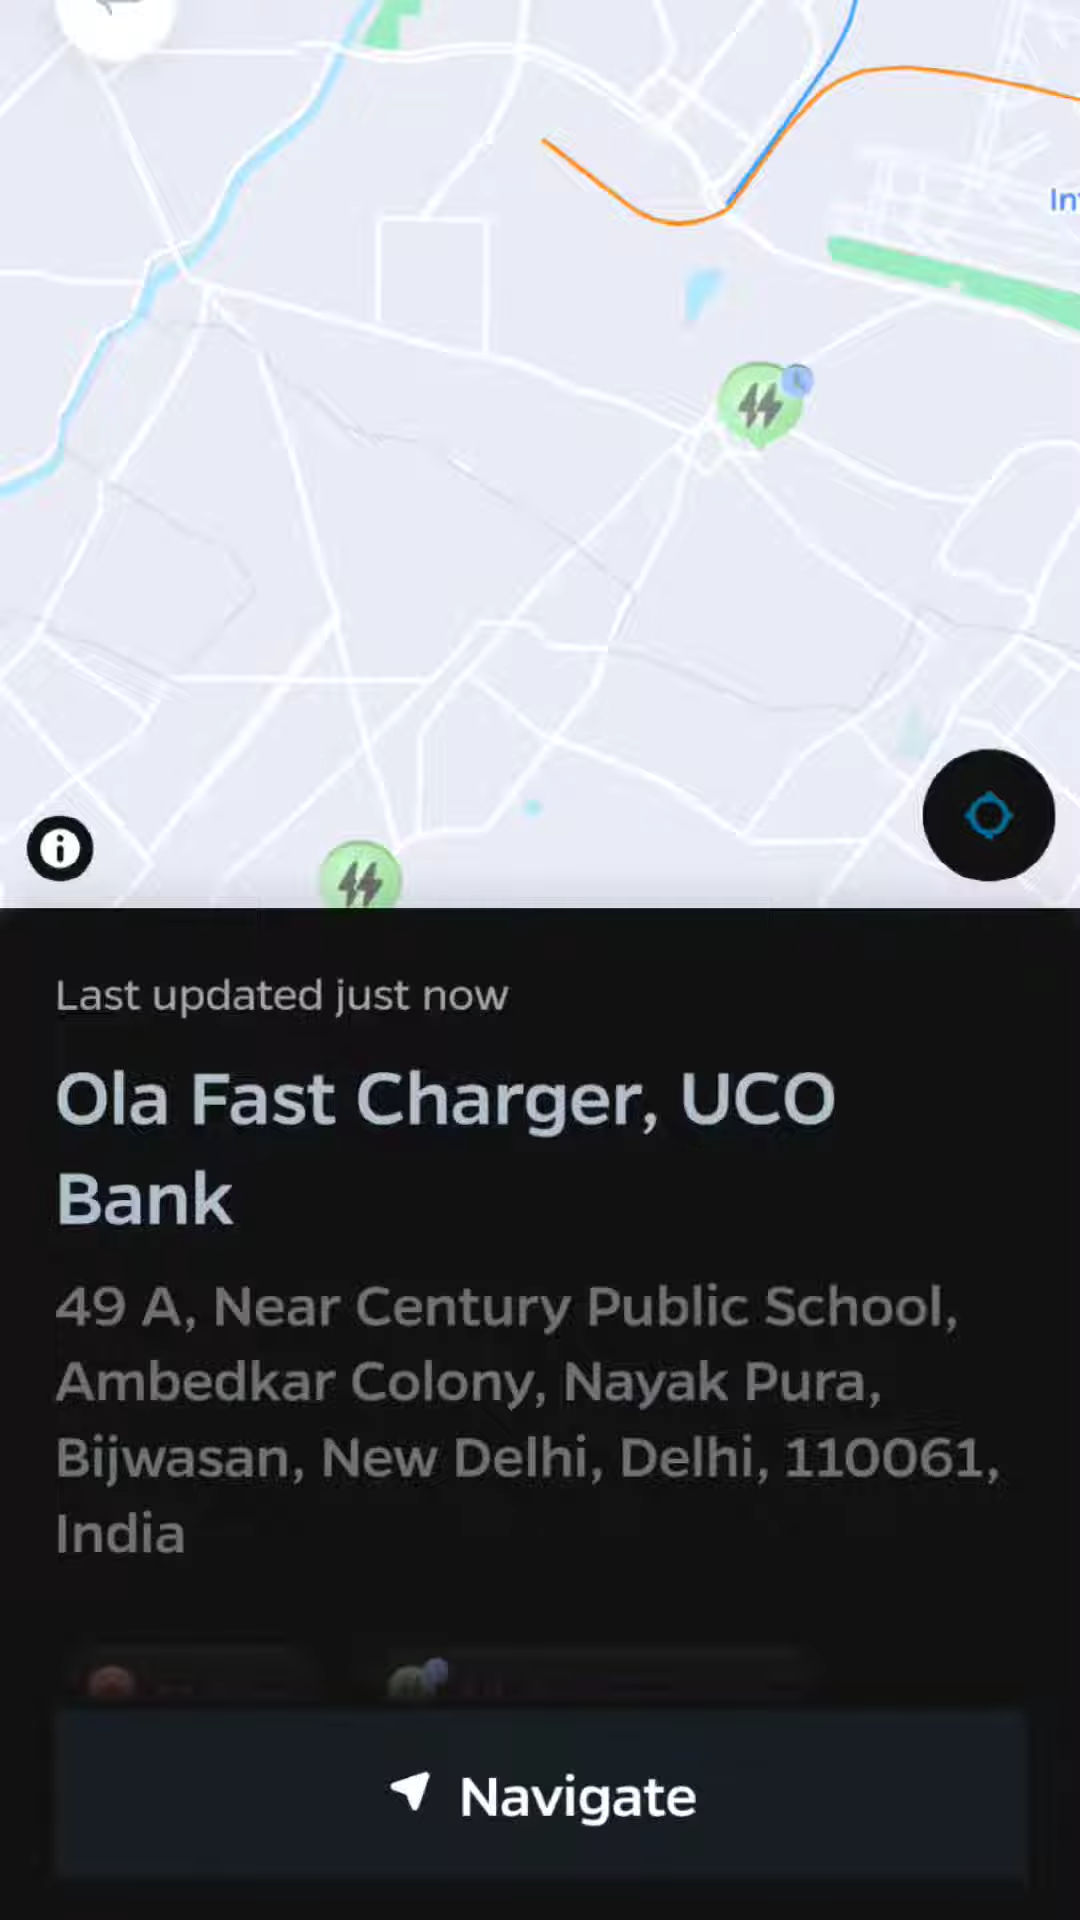 Int
Last updated just now
Ola Fast Charger, UCO
Bank
49 A, Near Century Public School,
Ambedkar Colony, Nayak Pura,
Bijwasan, New Delhi, Delhi, 110061,
India
Navigate